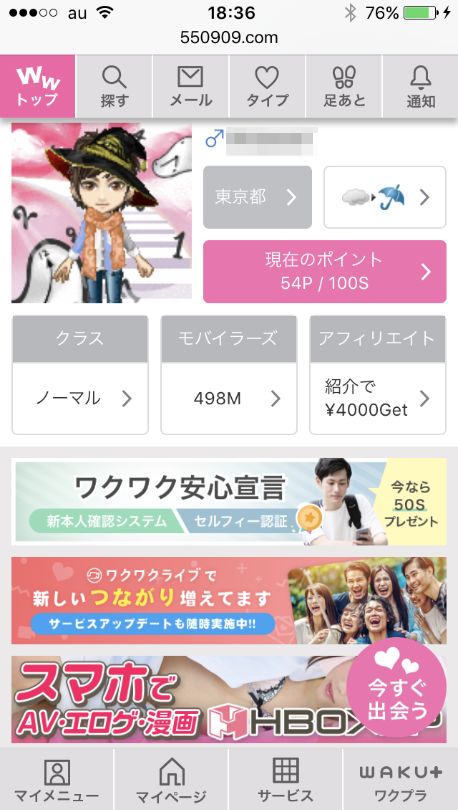 au
18:36
76%
550909.com
WW
トップ
探す
メール
タイプ
足あと
通知
東京都
現在のポイント
54P / 100S
クラス
モバイラーズ
アフィリエイト
ノーマル
498M
紹介で
¥4000Get
ワクワク安心宣言
新本人確認システム
セルフィー認証
今なら
50S
プレゼント
ワクワクライブで
新しいつながり増えてます
サービスアップデートも随時実施中!!
スマホで
AV・エロゲ・漫画
今すぐ
出会う
マイメニュー
マイページ
サービス
WAKU+
ワクプラ